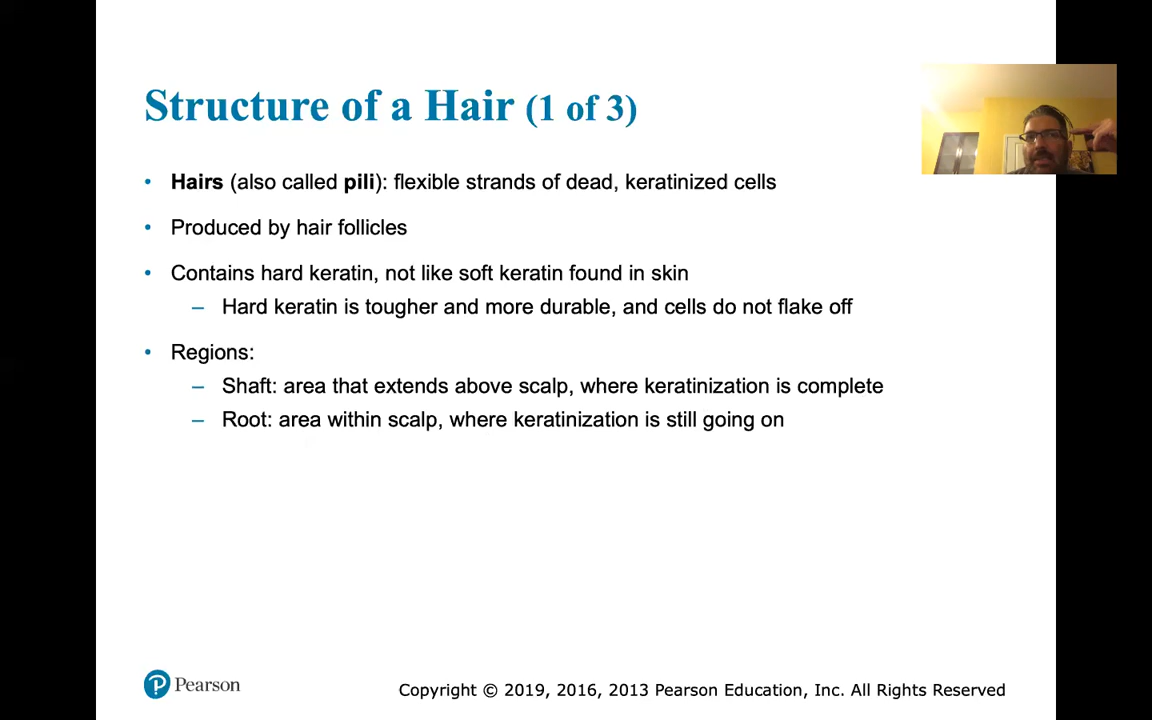 Structure of a Hair (1 of 3)
• Hairs (also called pili): flexible strands of dead, keratinized cells
• Produced by hair follicles
• Contains hard keratin, not like soft keratin found in skin
– Hard keratin is tougher and more durable, and cells do not flake off
• Regions:
– Shaft: area that extends above scalp, where keratinization is complete
– Root: area within scalp, where keratinization is still going on
P Pearson
Copyright © 2019, 2016, 2013 Pearson Education, Inc. All Rights Reserved